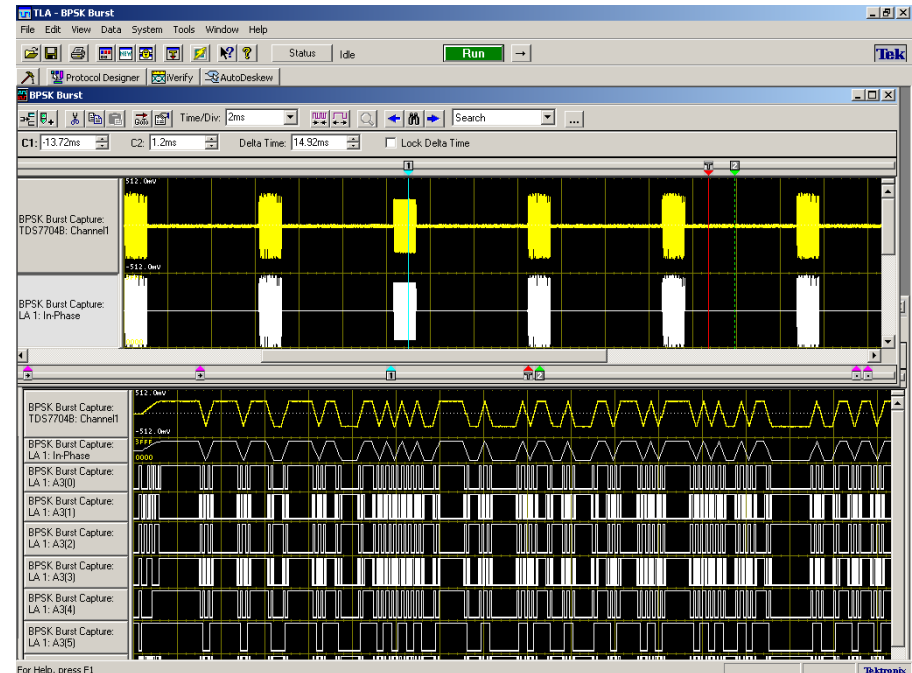 TLA - BPSK Burst
File Edit View Data System Tools Window Help
Status Idle Run Tek
Protocol Designer iVerify AutoDeskew
BPSK Burst
Time/Div: 2ms Search ...
C1: -13.72ms C2: 1.2ms Delta Time: 14.92ms Lock Delta Time
1 T 2
512.0mV
BPSK Burst Capture:
TDS7704B: Channel1
-512.0mV
BPSK Burst Capture:
LA 1: In-Phase
1 T 2
512.0mV
BPSK Burst Capture:
TDS7704B: Channel1
-512.0mV
BPSK Burst Capture:
LA 1: In-Phase
3FFF
0000
BPSK Burst Capture:
LA 1: A3(0)
BPSK Burst Capture:
LA 1: A3(1)
BPSK Burst Capture:
LA 1: A3(2)
BPSK Burst Capture:
LA 1: A3(3)
BPSK Burst Capture:
LA 1: A3(4)
BPSK Burst Capture:
LA 1: A3(5)
For Help, press F1 Tektronix